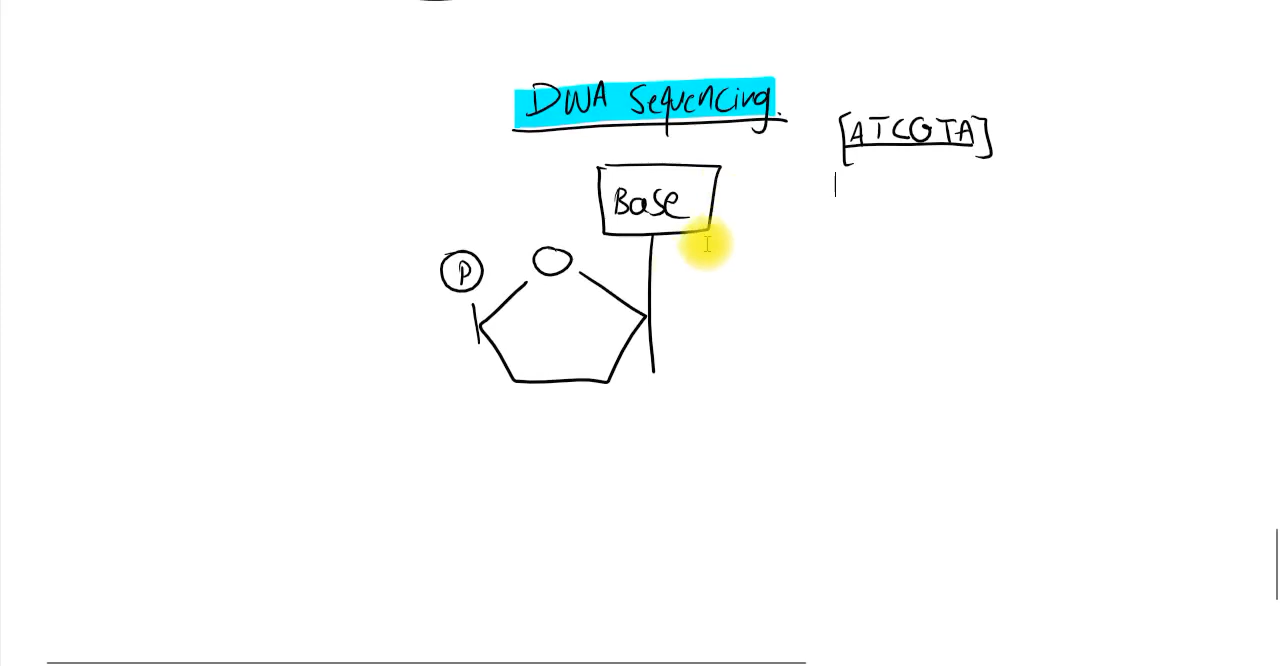 DNA Sequencing.
[ATCGTA]
Base
P
O